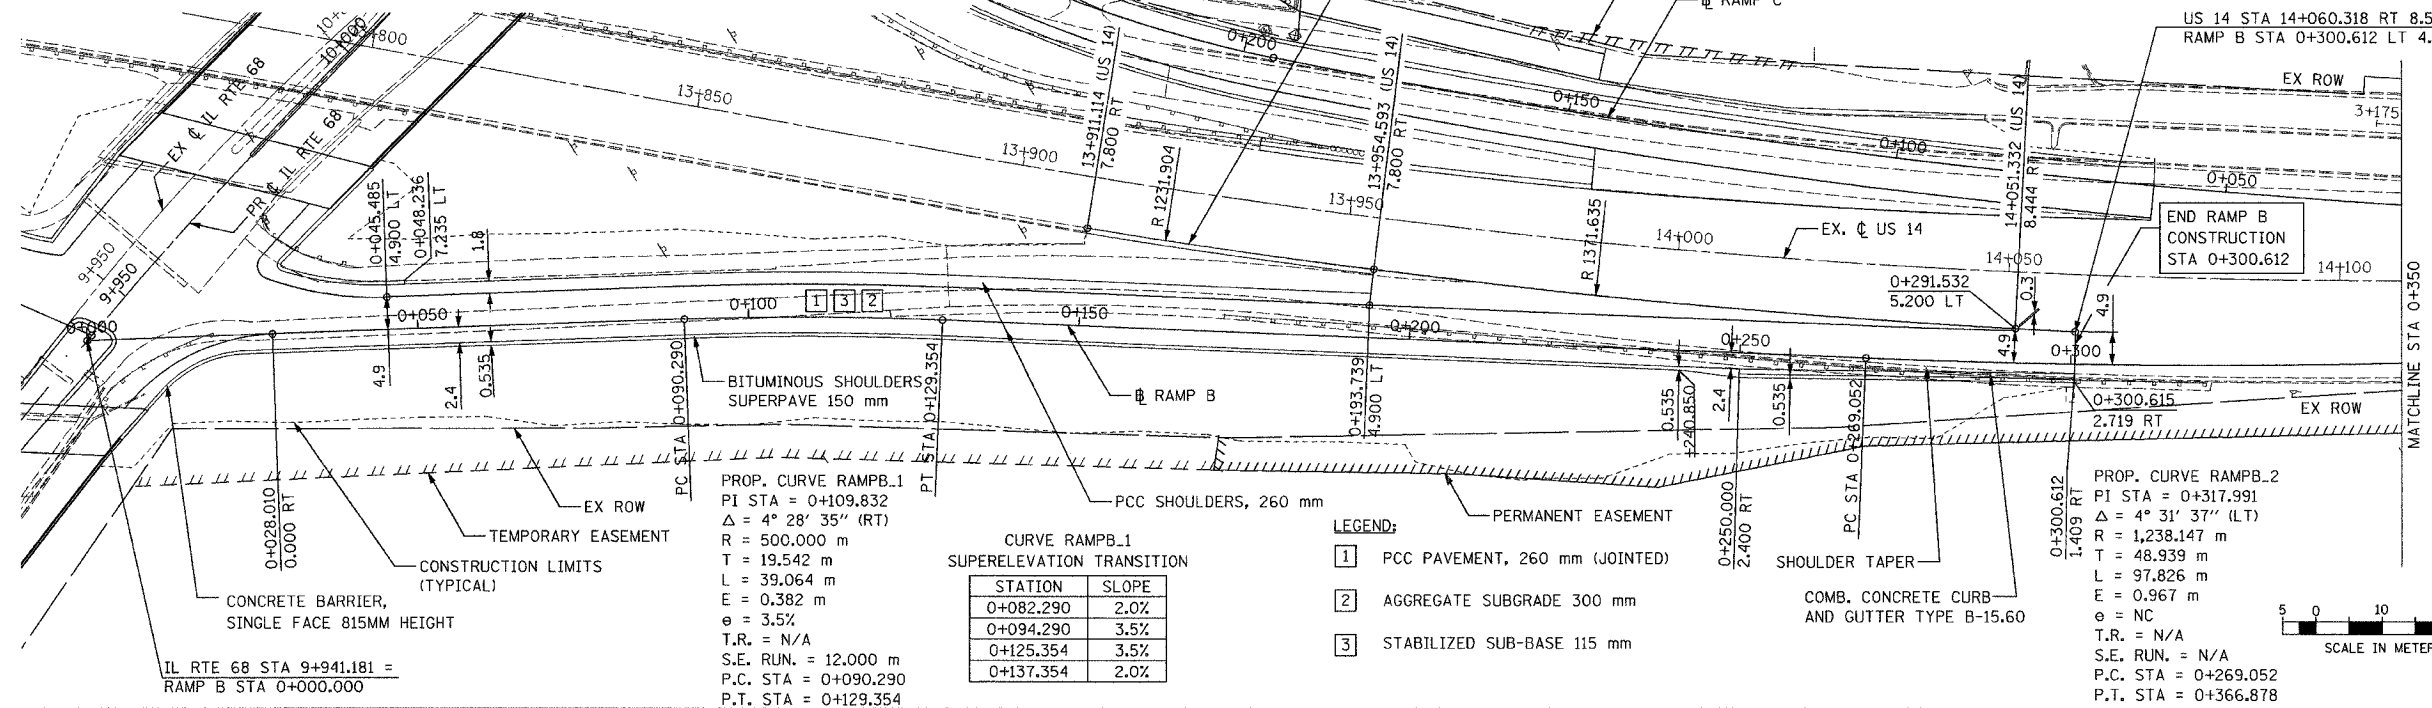 US 14 STA 14+060.318 RT 8.5
RAMP B STA 0+300.612 LT 4.
℄ RAMP C
EX ROW
3+175
10+000
10+000
+800
13+850
13+900
13+950
14+000
14+050
14+100
0+200
0+150
0+100
0+050
EX ℄ IL RTE 68
PR ℄ IL RTE 68
9+950
9+950
0+000
0+045.485
4.900 LT
0+048.236
7.235 LT
1.8
13+911.114 (US 14)
7.800 RT
R 1231.904
13+954.593 (US 14)
7.800 RT
R 1371.635
EX. ℄ US 14
14+051.332 (US 14)
8.444 RT
END RAMP B
CONSTRUCTION
STA 0+300.612
0+291.532
5.200 LT
0.3
4.9
4.9
MATCHLINE STA 0+350
0+050
0+100
1 3 2
0+150
0+200
0+250
0+300
4.9
2.4
0.535
BITUMINOUS SHOULDERS
SUPERPAVE 150 mm
℄ RAMP B
0+193.739
4.900 LT
0.535
+240.850
2.4
0.535
0+300.615
2.719 RT
EX ROW
0+028.010
0.000 RT
PC STA 0+090.290
PT STA 0+129.354
0+250.000
2.400 RT
PC STA 0+269.052
0+300.612
1.409 RT
EX ROW
TEMPORARY EASEMENT
CONSTRUCTION LIMITS
(TYPICAL)
CONCRETE BARRIER,
SINGLE FACE 815MM HEIGHT
IL RTE 68 STA 9+941.181 =
RAMP B STA 0+000.000
PROP. CURVE RAMPB_1
PI STA = 0+109.832
Δ = 4° 28' 35" (RT)
R = 500.000 m
T = 19.542 m
L = 39.064 m
E = 0.382 m
e = 3.5%
T.R. = N/A
S.E. RUN. = 12.000 m
P.C. STA = 0+090.290
P.T. STA = 0+129.354
PCC SHOULDERS, 260 mm
CURVE RAMPB_1
SUPERELEVATION TRANSITION
STATION SLOPE
0+082.290 2.0%
0+094.290 3.5%
0+125.354 3.5%
0+137.354 2.0%
PERMANENT EASEMENT
LEGEND:
1 PCC PAVEMENT, 260 mm (JOINTED)
2 AGGREGATE SUBGRADE 300 mm
3 STABILIZED SUB-BASE 115 mm
SHOULDER TAPER
COMB. CONCRETE CURB
AND GUTTER TYPE B-15.60
PROP. CURVE RAMPB_2
PI STA = 0+317.991
Δ = 4° 31' 37" (LT)
R = 1,238.147 m
T = 48.939 m
L = 97.826 m
E = 0.967 m
e = NC
T.R. = N/A
S.E. RUN. = N/A
P.C. STA = 0+269.052
P.T. STA = 0+366.878
5 0 10
SCALE IN METER